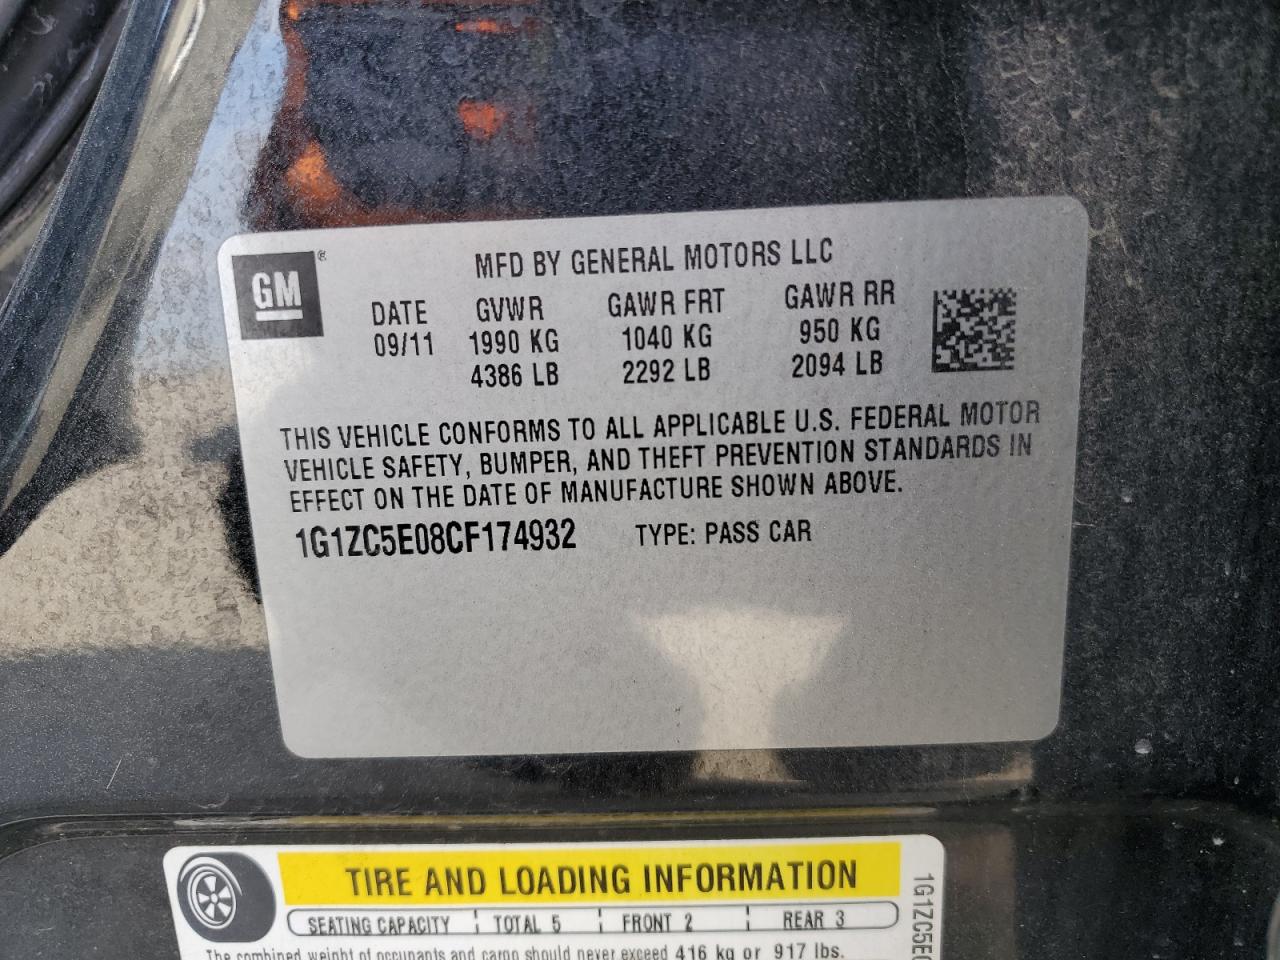 GM®
MFD BY GENERAL MOTORS LLC
DATE GVWR GAWR FRT GAWR RR
09/11 1990 KG 1040 KG 950 KG
4386 LB 2292 LB 2094 LB
THIS VEHICLE CONFORMS TO ALL APPLICABLE U.S. FEDERAL MOTOR
VEHICLE SAFETY, BUMPER, AND THEFT PREVENTION STANDARDS IN
EFFECT ON THE DATE OF MANUFACTURE SHOWN ABOVE.
1G1ZC5E08CF174932 TYPE: PASS CAR
TIRE AND LOADING INFORMATION
SEATING CAPACITY TOTAL 5 FRONT 2 REAR 3
The combined weight of occupants and cargo should never exceed 416 kg or 917 lbs.
1G1ZC5E0